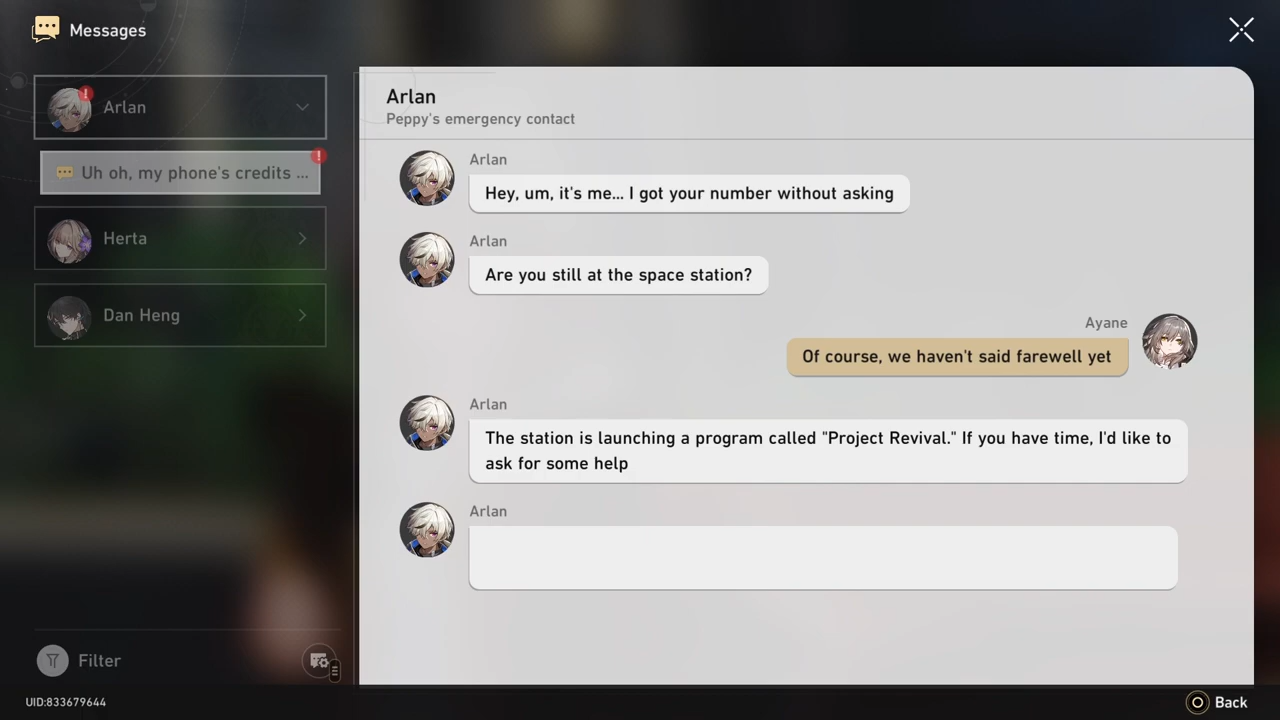 Messages
Arlan
Uh oh, my phone's credits ...
Herta
Dan Heng
Filter
UID:833679644
Arlan
Peppy's emergency contact
Arlan
Hey, um, it's me... I got your number without asking
Arlan
Are you still at the space station?
Ayane
Of course, we haven't said farewell yet
Arlan
The station is launching a program called "Project Revival." If you have time, I'd like to
ask for some help
Arlan
Back